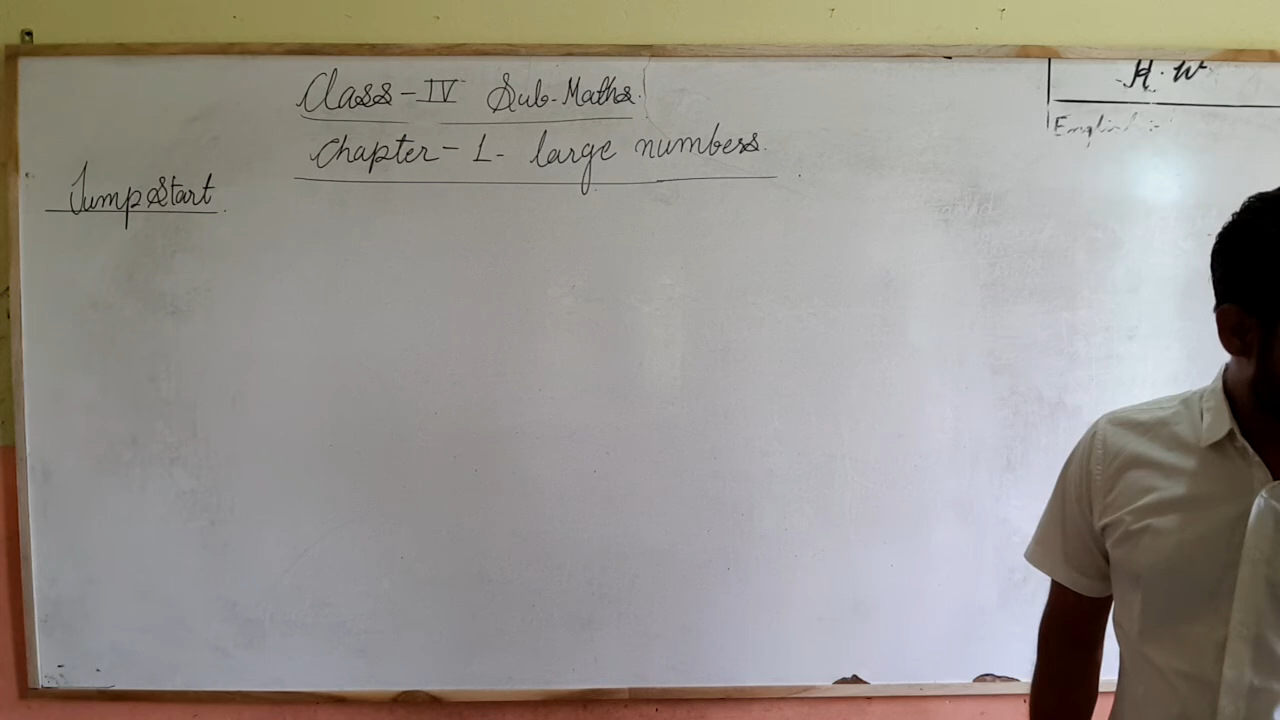 Class - IV Sub-Maths.
Chapter - 1 - large numbers.
Jump Start
H.W
English :